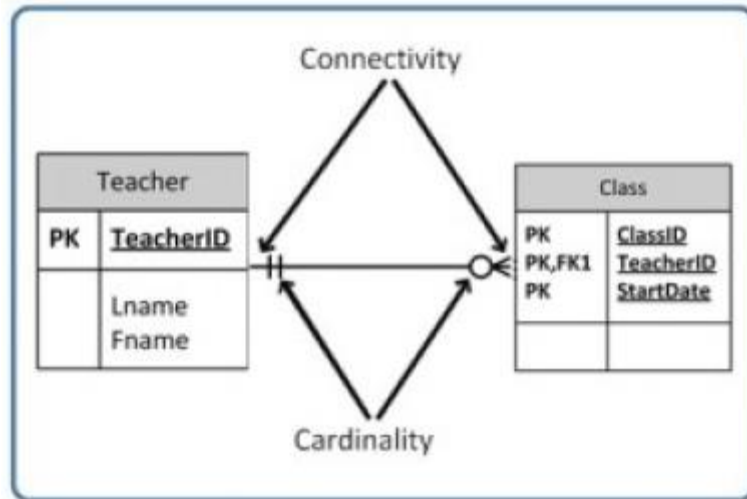 Connectivity
Teacher
PK TeacherID
Lname
Fname
Class
PK ClassID
PK,FK1 TeacherID
PK StartDate
Cardinality